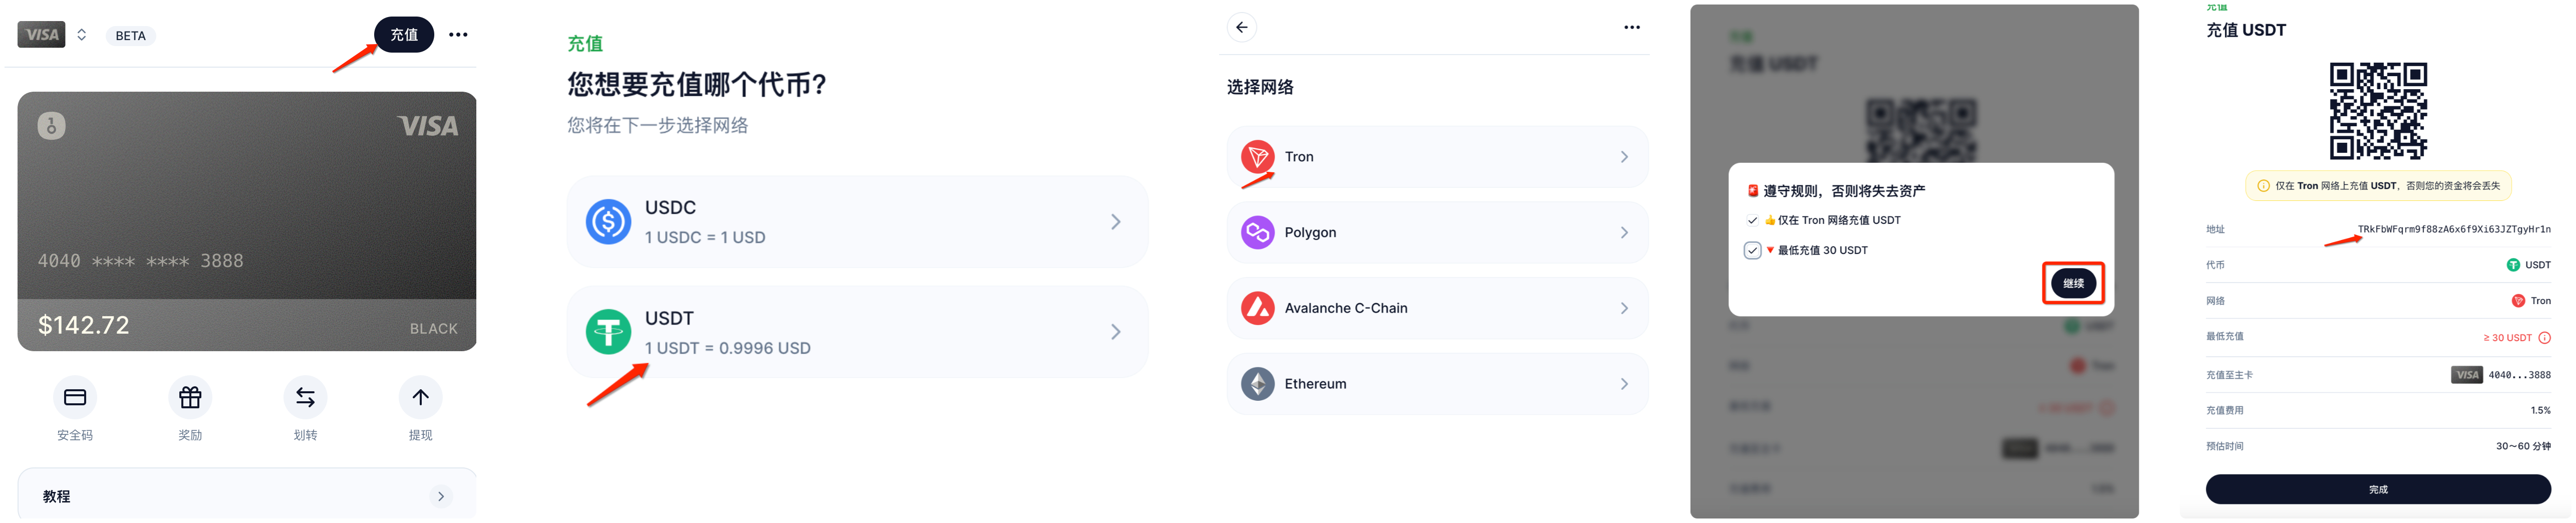 VISA
BETA
充值
VISA
4040 **** **** 3888
$142.72
BLACK
安全码
奖励
划转
提现
教程
充值
您想要充值哪个代币?
您将在下一步选择网络
USDC
1 USDC = 1 USD
USDT
1 USDT = 0.9996 USD
选择网络
Tron
Polygon
Avalanche C-Chain
Ethereum
遵守规则，否则将失去资产
仅在 Tron 网络充值 USDT
最低充值 30 USDT
继续
充值
充值 USDT
仅在 Tron 网络上充值 USDT，否则您的资金将会丢失
地址
TRkFbWFqrm9f88zA6x6f9Xi63JZTgyHr1n
代币
USDT
网络
Tron
最低充值
≥ 30 USDT
充值至主卡
VISA 4040...3888
充值费用
1.5%
预估时间
30～60 分钟
完成